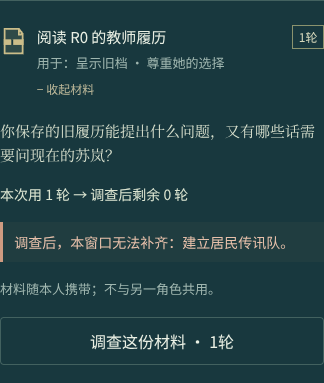 阅读 R0 的教师履历
1轮
用于：呈示旧档 · 尊重她的选择
− 收起材料
你保存的旧履历能提出什么问题，又有哪些话需
要问现在的苏岚？
本次用 1 轮 → 调查后剩余 0 轮
调查后，本窗口无法补齐：建立居民传讯队。
材料随本人携带；不与另一角色共用。
调查这份材料 · 1轮